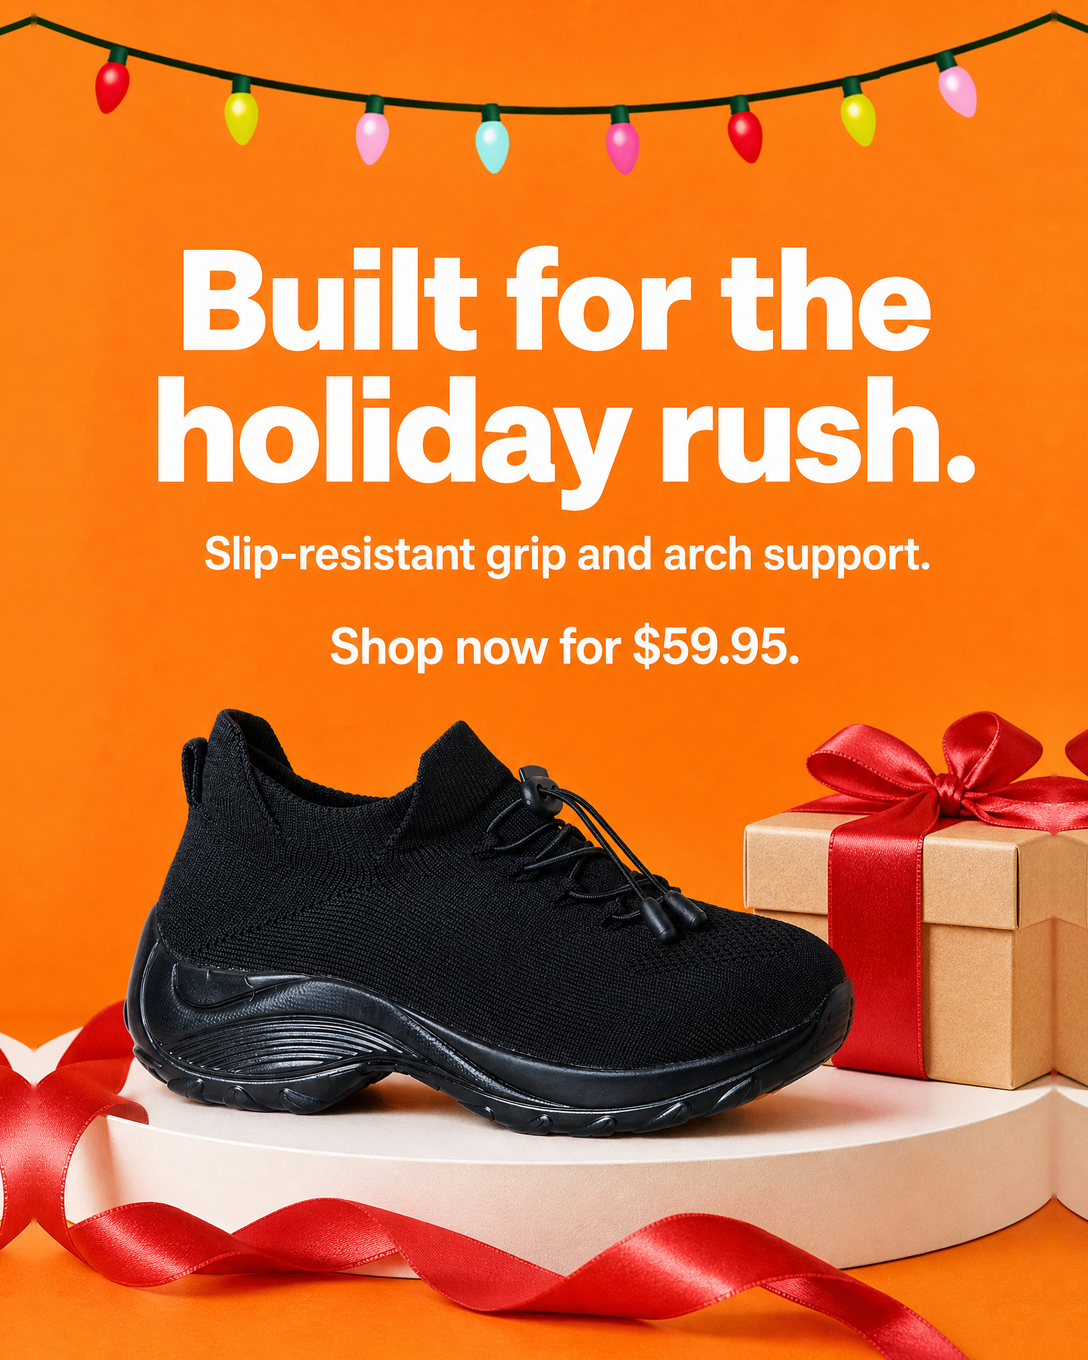 Built for the
holiday rush.
Slip-resistant grip and arch support.
Shop now for $59.95.